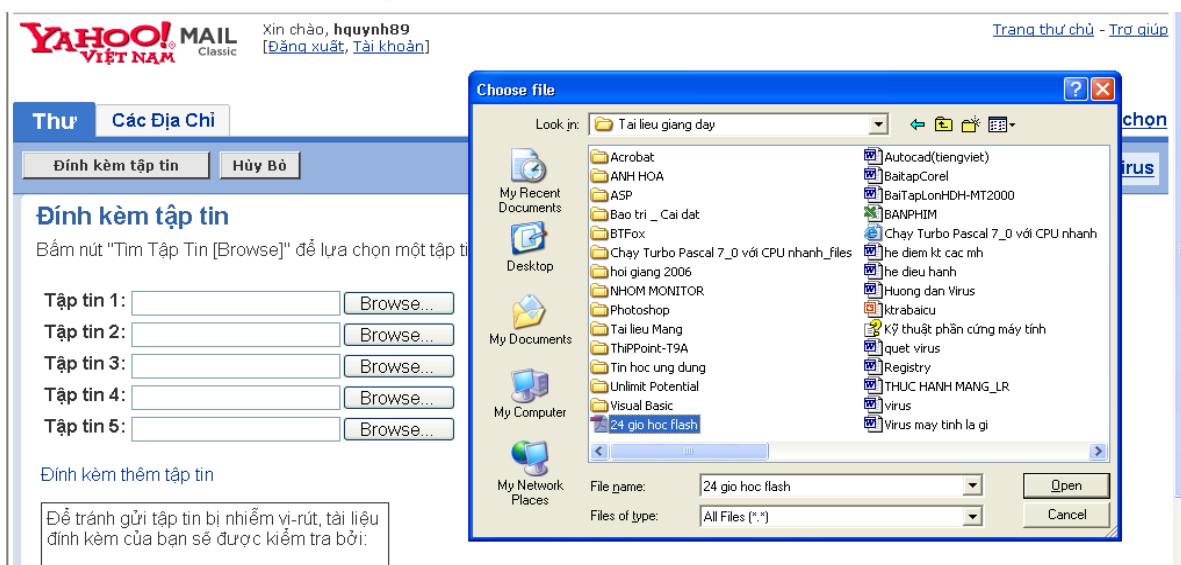 YAHOO! MAIL
VIỆT NAM Classic
Xin chào, hquynh89
[Đăng xuất, Tài khoản]
Trang thư chủ - Trợ giúp
Thư
Các Địa Chỉ
chọn
Đính kèm tập tin
Hủy Bỏ
irus
Đính kèm tập tin
Bấm nút "Tìm Tập Tin [Browse]" để lựa chọn một tập ti
Tập tin 1: Browse...
Tập tin 2: Browse...
Tập tin 3: Browse...
Tập tin 4: Browse...
Tập tin 5: Browse...
Đính kèm thêm tập tin
Để tránh gửi tập tin bị nhiễm vi-rút, tài liệu
đính kèm của bạn sẽ được kiểm tra bởi:
Choose file
Look in: Tai lieu giang day
My Recent
Documents
Desktop
My Documents
My Computer
My Network
Places
Acrobat
ANH HOA
ASP
Bao tri _ Cai dat
BTFox
Chạy Turbo Pascal 7_0 với CPU nhanh_files
hoi giang 2006
NHOM MONITOR
Photoshop
Tai lieu Mang
ThiPPoint-T9A
Tin hoc ung dung
Unlimit Potential
Visual Basic
24 gio hoc flash
Autocad(tiengviet)
BaitapCorel
BaiTapLonHDH-MT2000
BANPHIM
Chạy Turbo Pascal 7_0 với CPU nhanh
he diem kt cac mh
he dieu hanh
Huong dan Virus
ktrabaicu
Kỹ thuật phần cứng máy tính
quet virus
Registry
THUC HANH MANG_LR
virus
Virus may tinh la gi
File name: 24 gio hoc flash
Open
Files of type: All Files (*.*)
Cancel